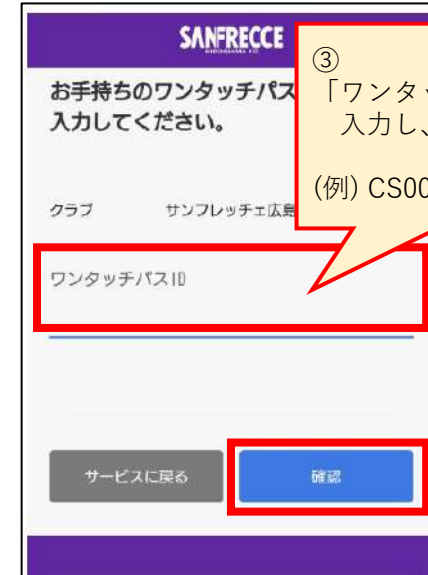 SANFRECCE
お手持ちのワンタッチパス
入力してください。
③
「ワンタッ
入力し、
(例) CS00
クラブ サンフレッチェ広島
ワンタッチパスID
サービスに戻る 確認